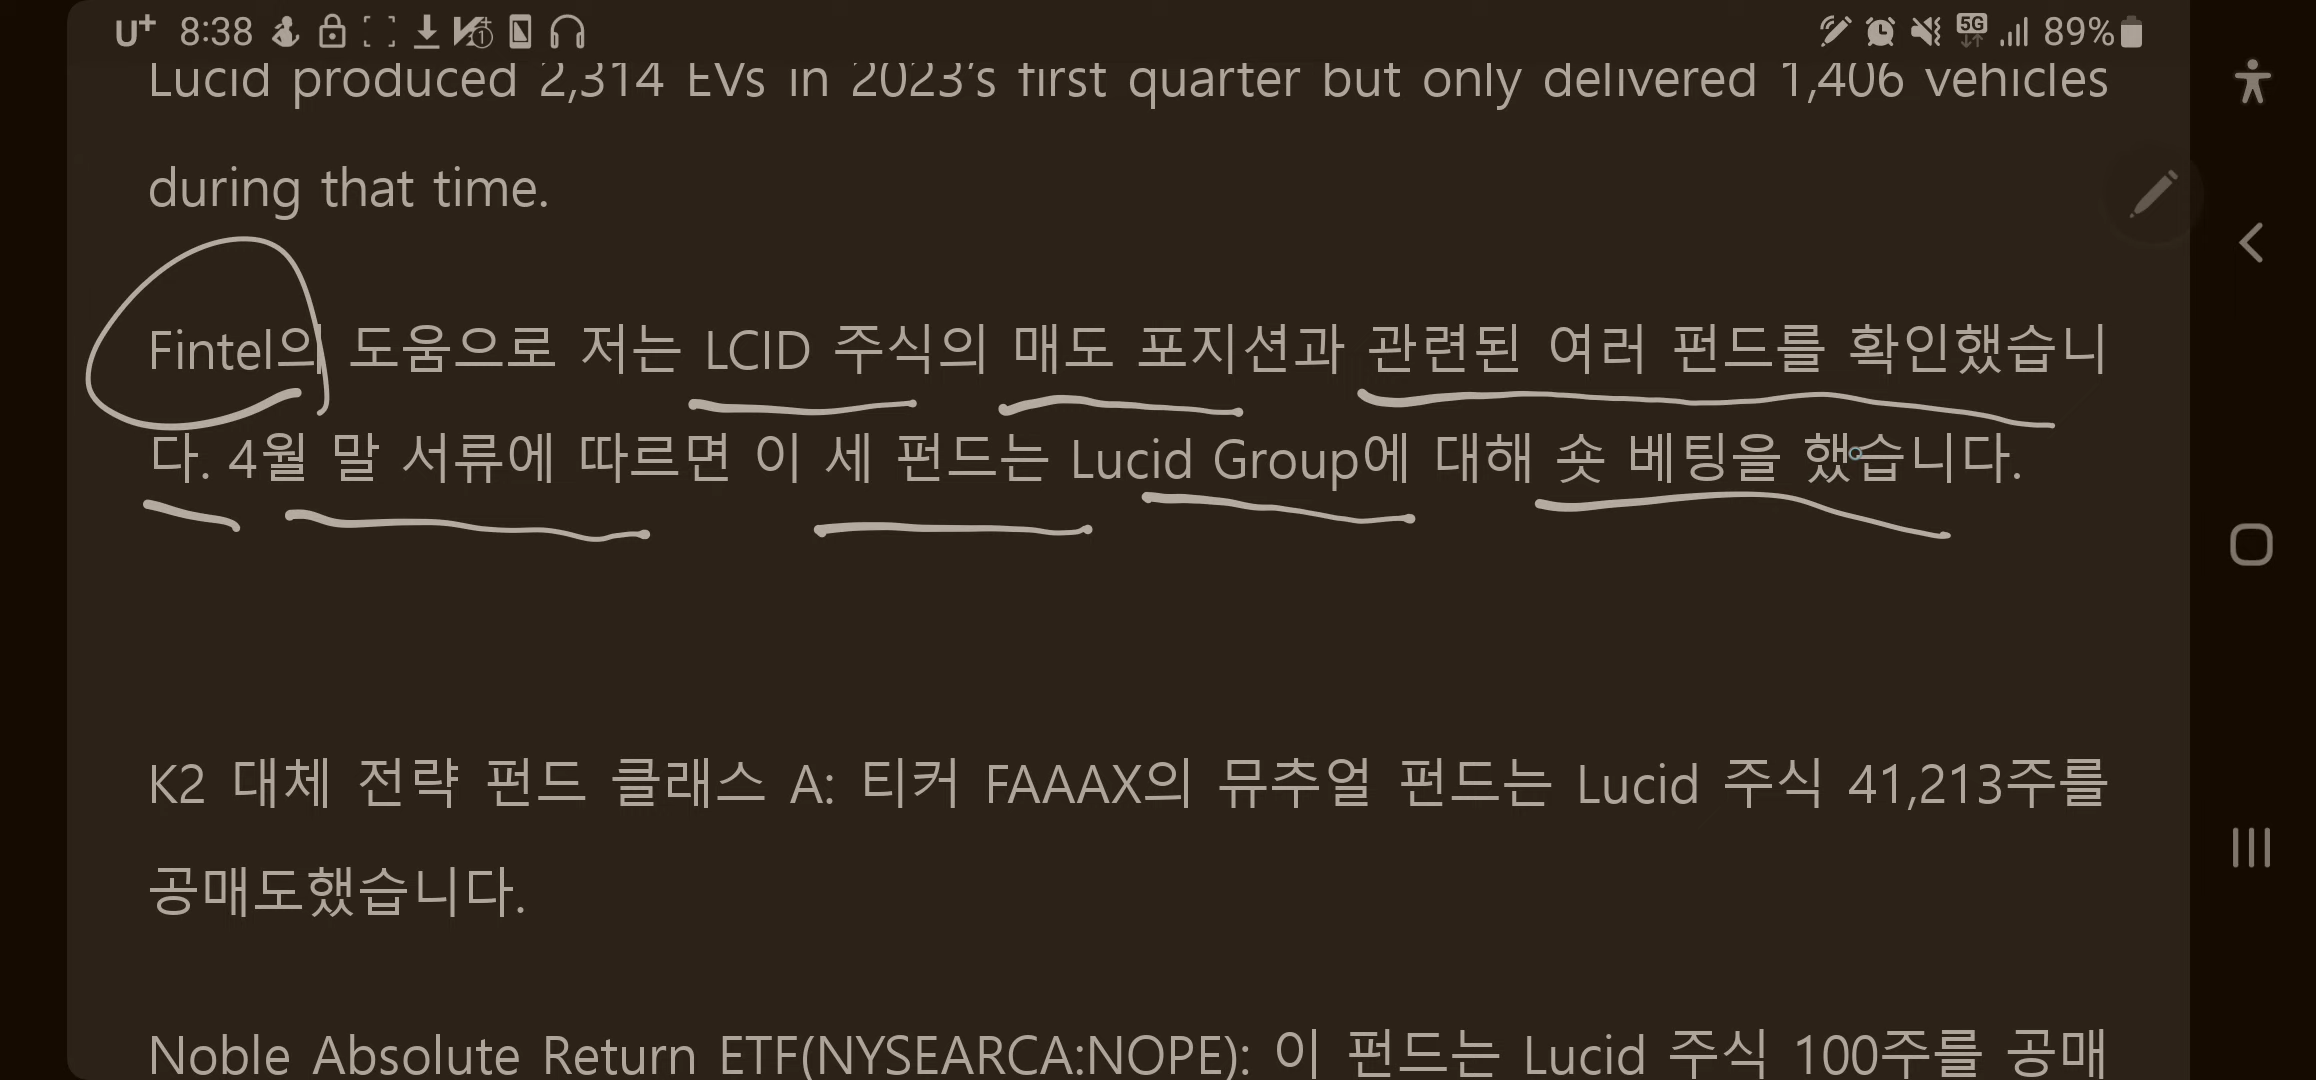 U+ 8:38 5G 89%
Lucid produced 2,314 EVs in 2023's first quarter but only delivered 1,406 vehicles
during that time.
Fintel의 도움으로 저는 LCID 주식의 매도 포지션과 관련된 여러 펀드를 확인했습니
다. 4월 말 서류에 따르면 이 세 펀드는 Lucid Group에 대해 숏 베팅을 했습니다.
K2 대체 전략 펀드 클래스 A: 티커 FAAAX의 뮤추얼 펀드는 Lucid 주식 41,213주를
공매도했습니다.
Noble Absolute Return ETF(NYSEARCA:NOPE): 이 펀드는 Lucid 주식 100주를 공매